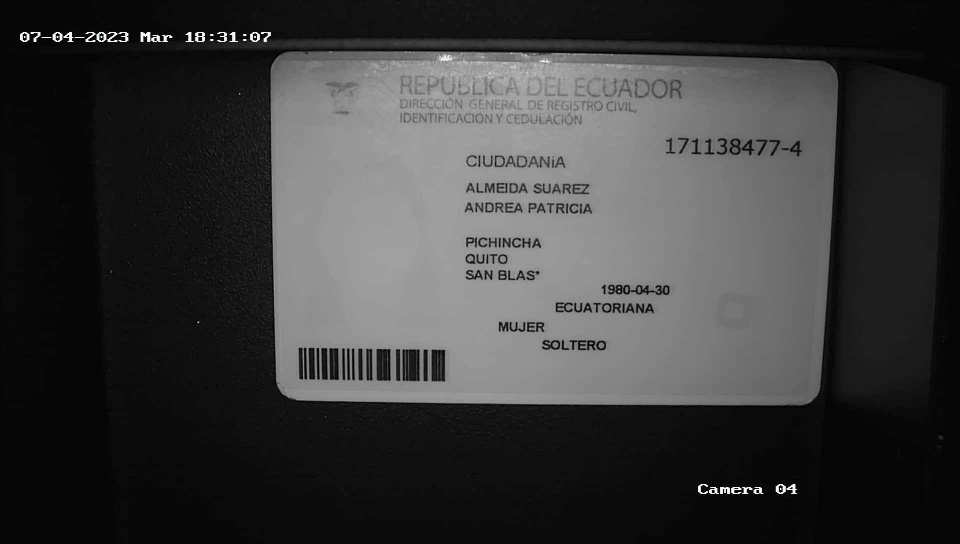 07-04-2023 Mar 18:31:07
REPÚBLICA DEL ECUADOR
DIRECCIÓN GENERAL DE REGISTRO CIVIL,
IDENTIFICACIÓN Y CEDULACIÓN
171138477-4
CIUDADANíA
ALMEIDA SUAREZ
ANDREA PATRICIA
PICHINCHA
QUITO
SAN BLAS*
1980-04-30
ECUATORIANA
MUJER
SOLTERO
Camera 04